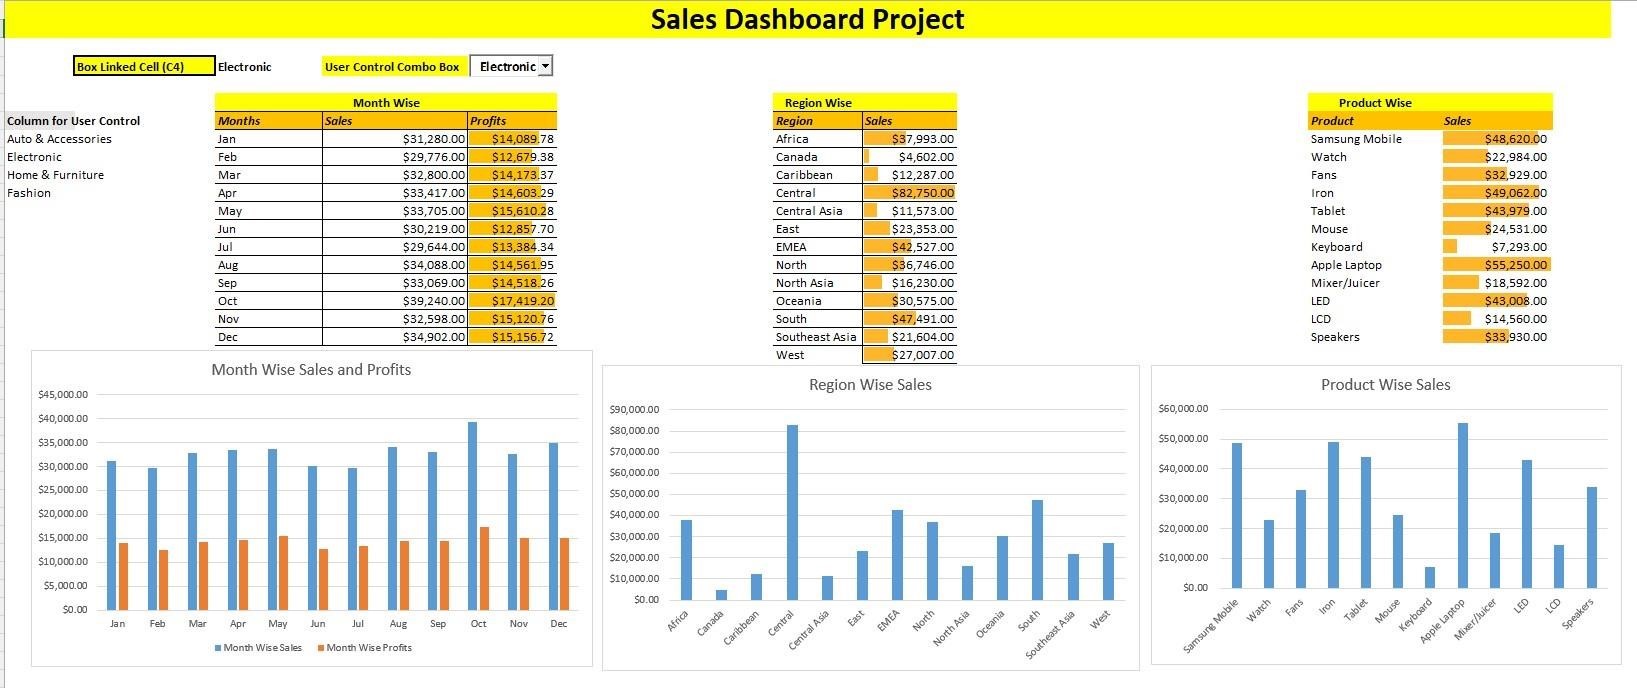 Sales Dashboard Project
Box Linked Cell (C4) Electronic User Control Combo Box Electronic
Column for User Control
Auto & Accessories
Electronic
Home & Furniture
Fashion
Month Wise
Months Sales Profits
Jan $31,280.00 $14,089.78
Feb $29,776.00 $12,679.38
Mar $32,800.00 $14,173.37
Apr $33,417.00 $14,603.29
May $33,705.00 $15,610.28
Jun $30,219.00 $12,857.70
Jul $29,644.00 $13,384.34
Aug $34,088.00 $14,561.95
Sep $33,069.00 $14,518.26
Oct $39,240.00 $17,419.20
Nov $32,598.00 $15,120.76
Dec $34,902.00 $15,156.72
Region Wise
Region Sales
Africa $37,993.00
Canada $4,602.00
Caribbean $12,287.00
Central $82,750.00
Central Asia $11,573.00
East $23,353.00
EMEA $42,527.00
North $36,746.00
North Asia $16,230.00
Oceania $30,575.00
South $47,491.00
Southeast Asia $21,604.00
West $27,007.00
Product Wise
Product Sales
Samsung Mobile $48,620.00
Watch $22,984.00
Fans $32,929.00
Iron $49,062.00
Tablet $43,979.00
Mouse $24,531.00
Keyboard $7,293.00
Apple Laptop $55,250.00
Mixer/Juicer $18,592.00
LED $43,008.00
LCD $14,560.00
Speakers $33,930.00
Month Wise Sales and Profits
$45,000.00
$40,000.00
$35,000.00
$30,000.00
$25,000.00
$20,000.00
$15,000.00
$10,000.00
$5,000.00
$0.00
Jan Feb Mar Apr May Jun Jul Aug Sep Oct Nov Dec
Month Wise Sales Month Wise Profits
Region Wise Sales
$90,000.00
$80,000.00
$70,000.00
$60,000.00
$50,000.00
$40,000.00
$30,000.00
$20,000.00
$10,000.00
$0.00
Africa Canada Caribbean Central Central Asia East EMEA North North Asia Oceania South Southeast Asia West
Product Wise Sales
$60,000.00
$50,000.00
$40,000.00
$30,000.00
$20,000.00
$10,000.00
$0.00
Samsung Mobile Watch Fans Iron Tablet Mouse Keyboard Apple Laptop Mixer/Juicer LED LCD Speakers